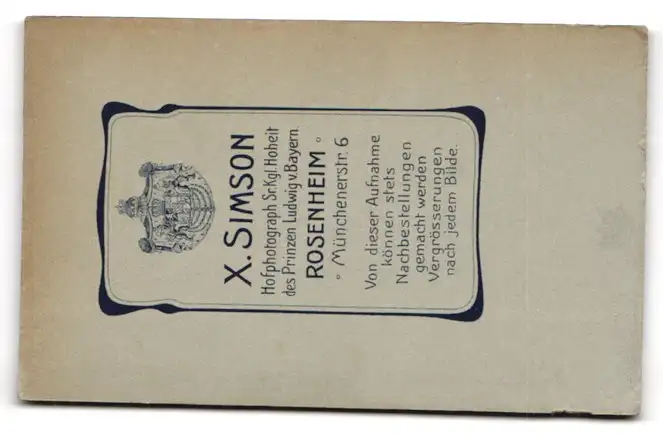 X. SIMSON
Hofphotograph Sr. Kgl. Hoheit
des Prinzen Ludwig v. Bayern.
ROSENHEIM
Münchenerstr. 6
Von dieser Aufnahme
können stets
Nachbestellungen
gemacht werden
Vergrösserungen
nach jedem Bilde.